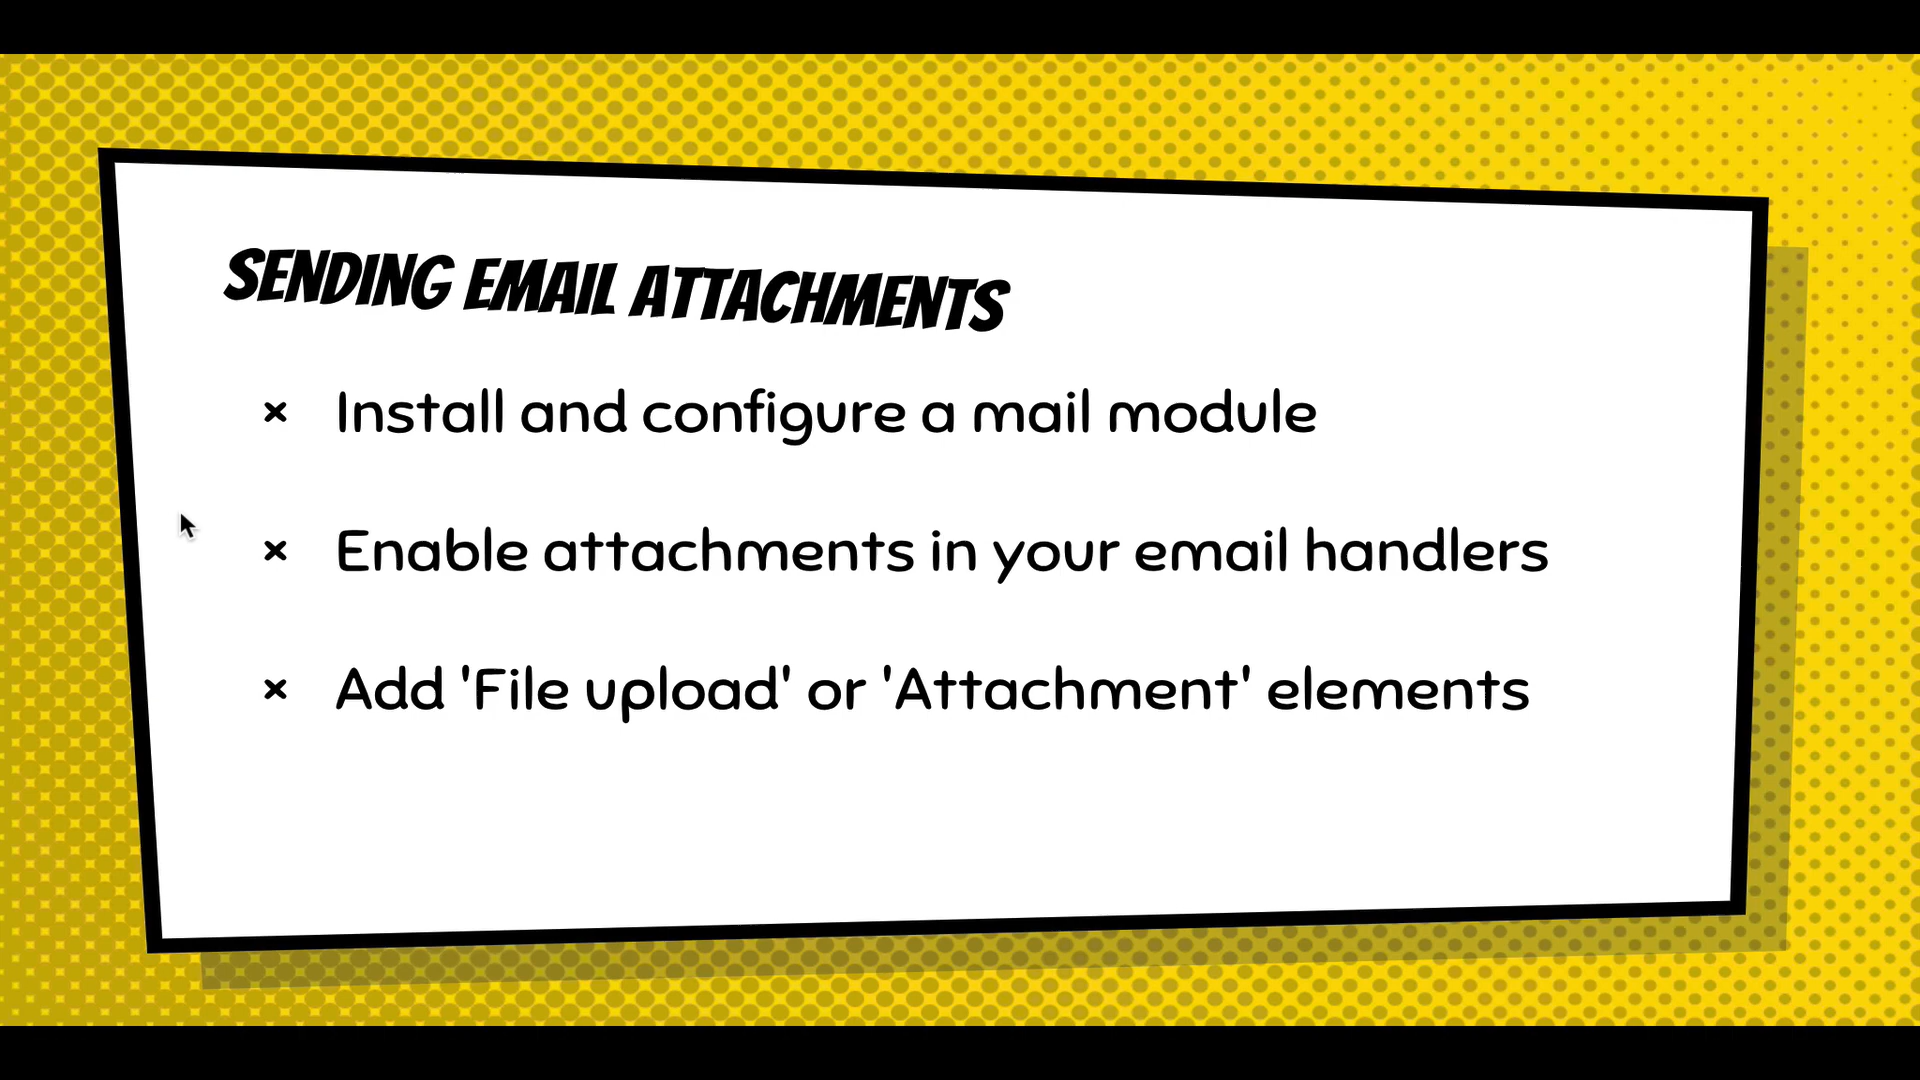 SENDING EMAIL ATTACHMENTS
× Install and configure a mail module
× Enable attachments in your email handlers
× Add 'File upload' or 'Attachment' elements